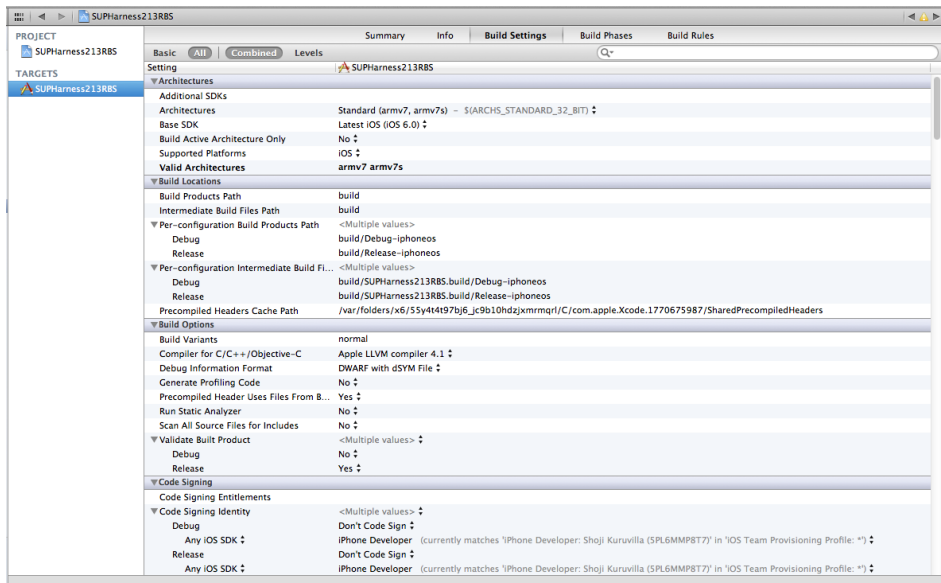 SUPHarness213RBS
PROJECT
SUPHarness213RBS
TARGETS
SUPHarness213RBS
Summary Info Build Settings Build Phases Build Rules
Basic All Combined Levels
Setting SUPHarness213RBS
Architectures
Additional SDKs
Architectures Standard (armv7, armv7s) – $(ARCHS_STANDARD_32_BIT)
Base SDK Latest iOS (iOS 6.0)
Build Active Architecture Only No
Supported Platforms iOS
Valid Architectures armv7 armv7s
Build Locations
Build Products Path build
Intermediate Build Files Path build
Per-configuration Build Products Path <Multiple values>
Debug build/Debug-iphoneos
Release build/Release-iphoneos
Per-configuration Intermediate Build Fi... <Multiple values>
Debug build/SUPHarness213RBS.build/Debug-iphoneos
Release build/SUPHarness213RBS.build/Release-iphoneos
Precompiled Headers Cache Path /var/folders/x6/55y4t4t97bj6_jc9b10hdzjxmrmqrl/C/com.apple.Xcode.1770675987/SharedPrecompiledHeaders
Build Options
Build Variants normal
Compiler for C/C++/Objective-C Apple LLVM compiler 4.1
Debug Information Format DWARF with dSYM File
Generate Profiling Code No
Precompiled Header Uses Files From B... Yes
Run Static Analyzer No
Scan All Source Files for Includes No
Validate Built Product <Multiple values>
Debug No
Release Yes
Code Signing
Code Signing Entitlements
Code Signing Identity <Multiple values>
Debug Don't Code Sign
Any iOS SDK iPhone Developer (currently matches 'iPhone Developer: Shoji Kuruvilla (5PL6MMP8T7)' in 'iOS Team Provisioning Profile: *')
Release Don't Code Sign
Any iOS SDK iPhone Developer (currently matches 'iPhone Developer: Shoji Kuruvilla (5PL6MMP8T7)' in 'iOS Team Provisioning Profile: *')